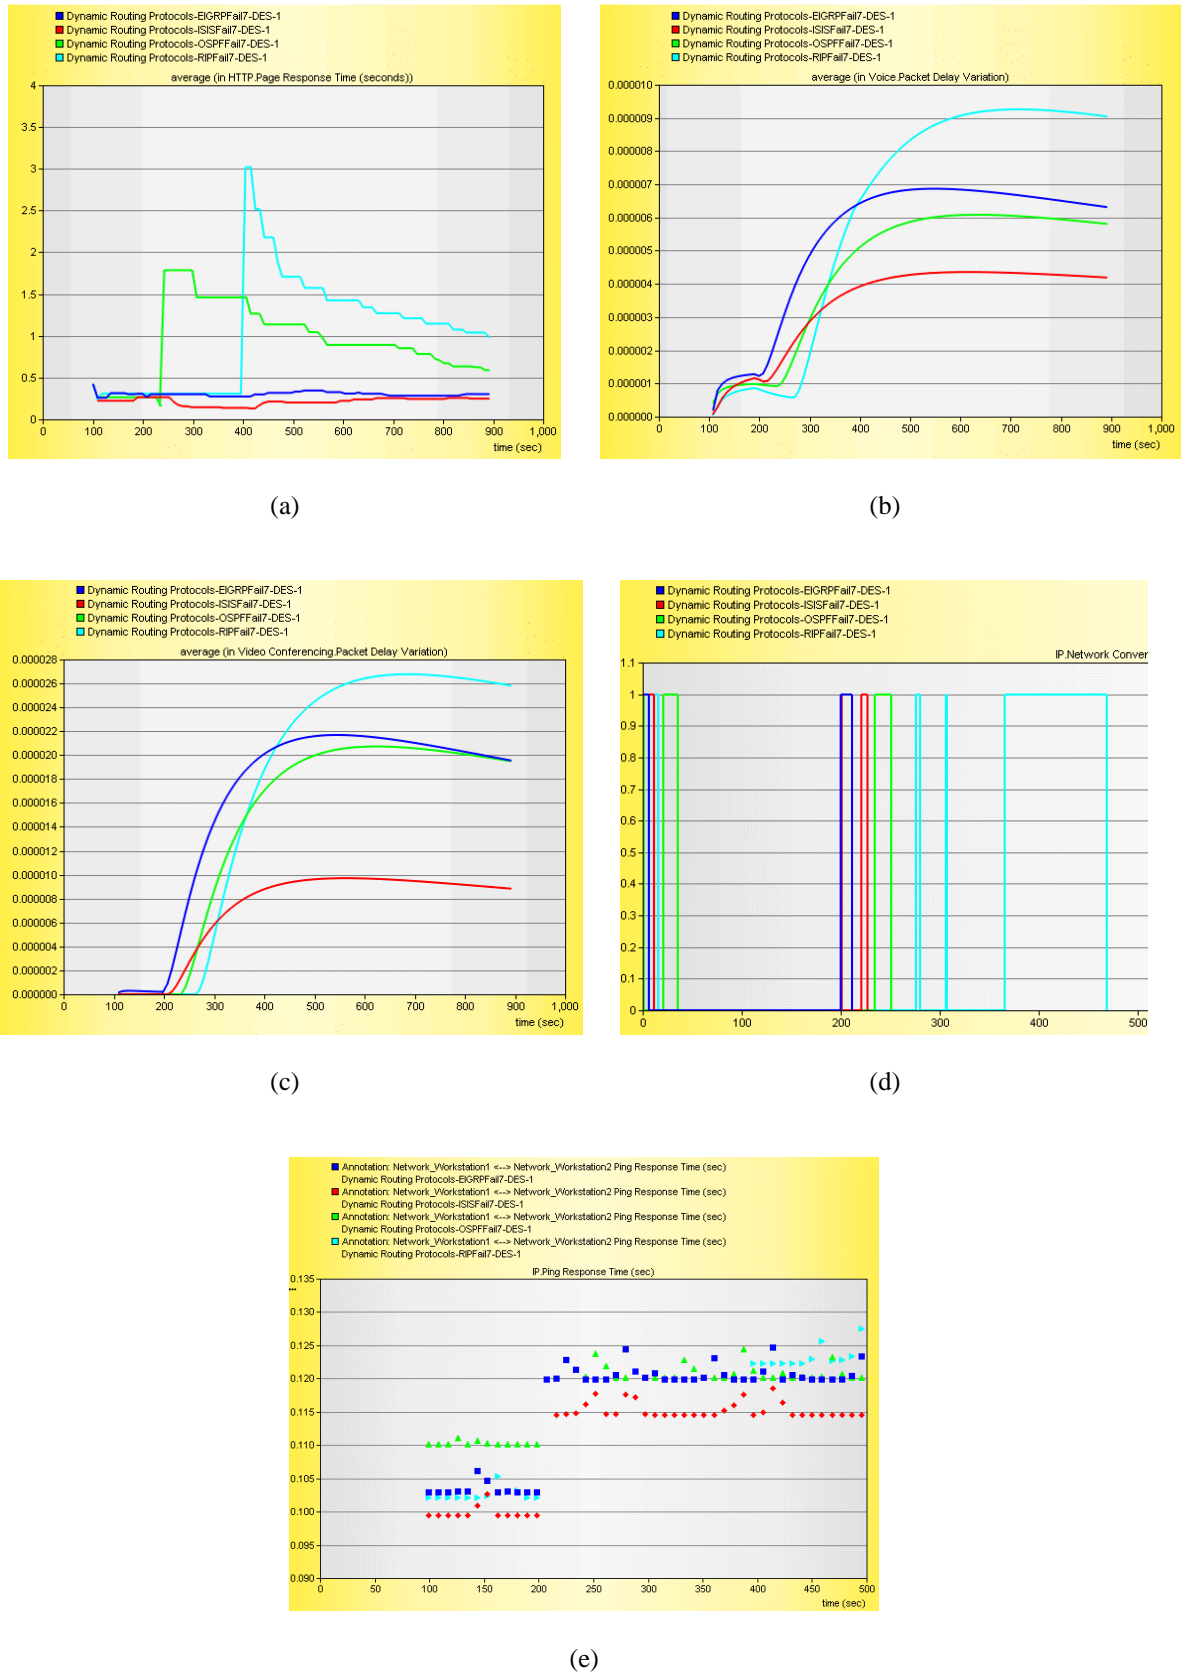 Dynamic Routing Protocols-EIGRPFail7-DES-1
Dynamic Routing Protocols-ISISFail7-DES-1
Dynamic Routing Protocols-OSPFFail7-DES-1
Dynamic Routing Protocols-RIPFail7-DES-1
average (in HTTP.Page Response Time (seconds))
4
3.5
3
2.5
2
1.5
1
0.5
0
0 100 200 300 400 500 600 700 800 900 1,000
time (sec)
(a)
Dynamic Routing Protocols-EIGRPFail7-DES-1
Dynamic Routing Protocols-ISISFail7-DES-1
Dynamic Routing Protocols-OSPFFail7-DES-1
Dynamic Routing Protocols-RIPFail7-DES-1
average (in Voice.Packet Delay Variation)
0.000010
0.000009
0.000008
0.000007
0.000006
0.000005
0.000004
0.000003
0.000002
0.000001
0.000000
0 100 200 300 400 500 600 700 800 900 1,000
time (sec)
(b)
Dynamic Routing Protocols-EIGRPFail7-DES-1
Dynamic Routing Protocols-ISISFail7-DES-1
Dynamic Routing Protocols-OSPFFail7-DES-1
Dynamic Routing Protocols-RIPFail7-DES-1
average (in Video Conferencing.Packet Delay Variation)
0.000028
0.000026
0.000024
0.000022
0.000020
0.000018
0.000016
0.000014
0.000012
0.000010
0.000008
0.000006
0.000004
0.000002
0.000000
0 100 200 300 400 500 600 700 800 900 1,000
time (sec)
(c)
Dynamic Routing Protocols-EIGRPFail7-DES-1
Dynamic Routing Protocols-ISISFail7-DES-1
Dynamic Routing Protocols-OSPFFail7-DES-1
Dynamic Routing Protocols-RIPFail7-DES-1
IP.Network Conver
1.1
1
0.9
0.8
0.7
0.6
0.5
0.4
0.3
0.2
0.1
0
0 100 200 300 400 500
(d)
Annotation: Network_Workstation1 <--> Network_Workstation2 Ping Response Time (sec)
Dynamic Routing Protocols-EIGRPFail7-DES-1
Annotation: Network_Workstation1 <--> Network_Workstation2 Ping Response Time (sec)
Dynamic Routing Protocols-ISISFail7-DES-1
Annotation: Network_Workstation1 <--> Network_Workstation2 Ping Response Time (sec)
Dynamic Routing Protocols-OSPFFail7-DES-1
Annotation: Network_Workstation1 <--> Network_Workstation2 Ping Response Time (sec)
Dynamic Routing Protocols-RIPFail7-DES-1
IP.Ping Response Time (sec)
0.135
0.130
0.125
0.120
0.115
0.110
0.105
0.100
0.095
0.090
0 50 100 150 200 250 300 350 400 450 500
time (sec)
(e)